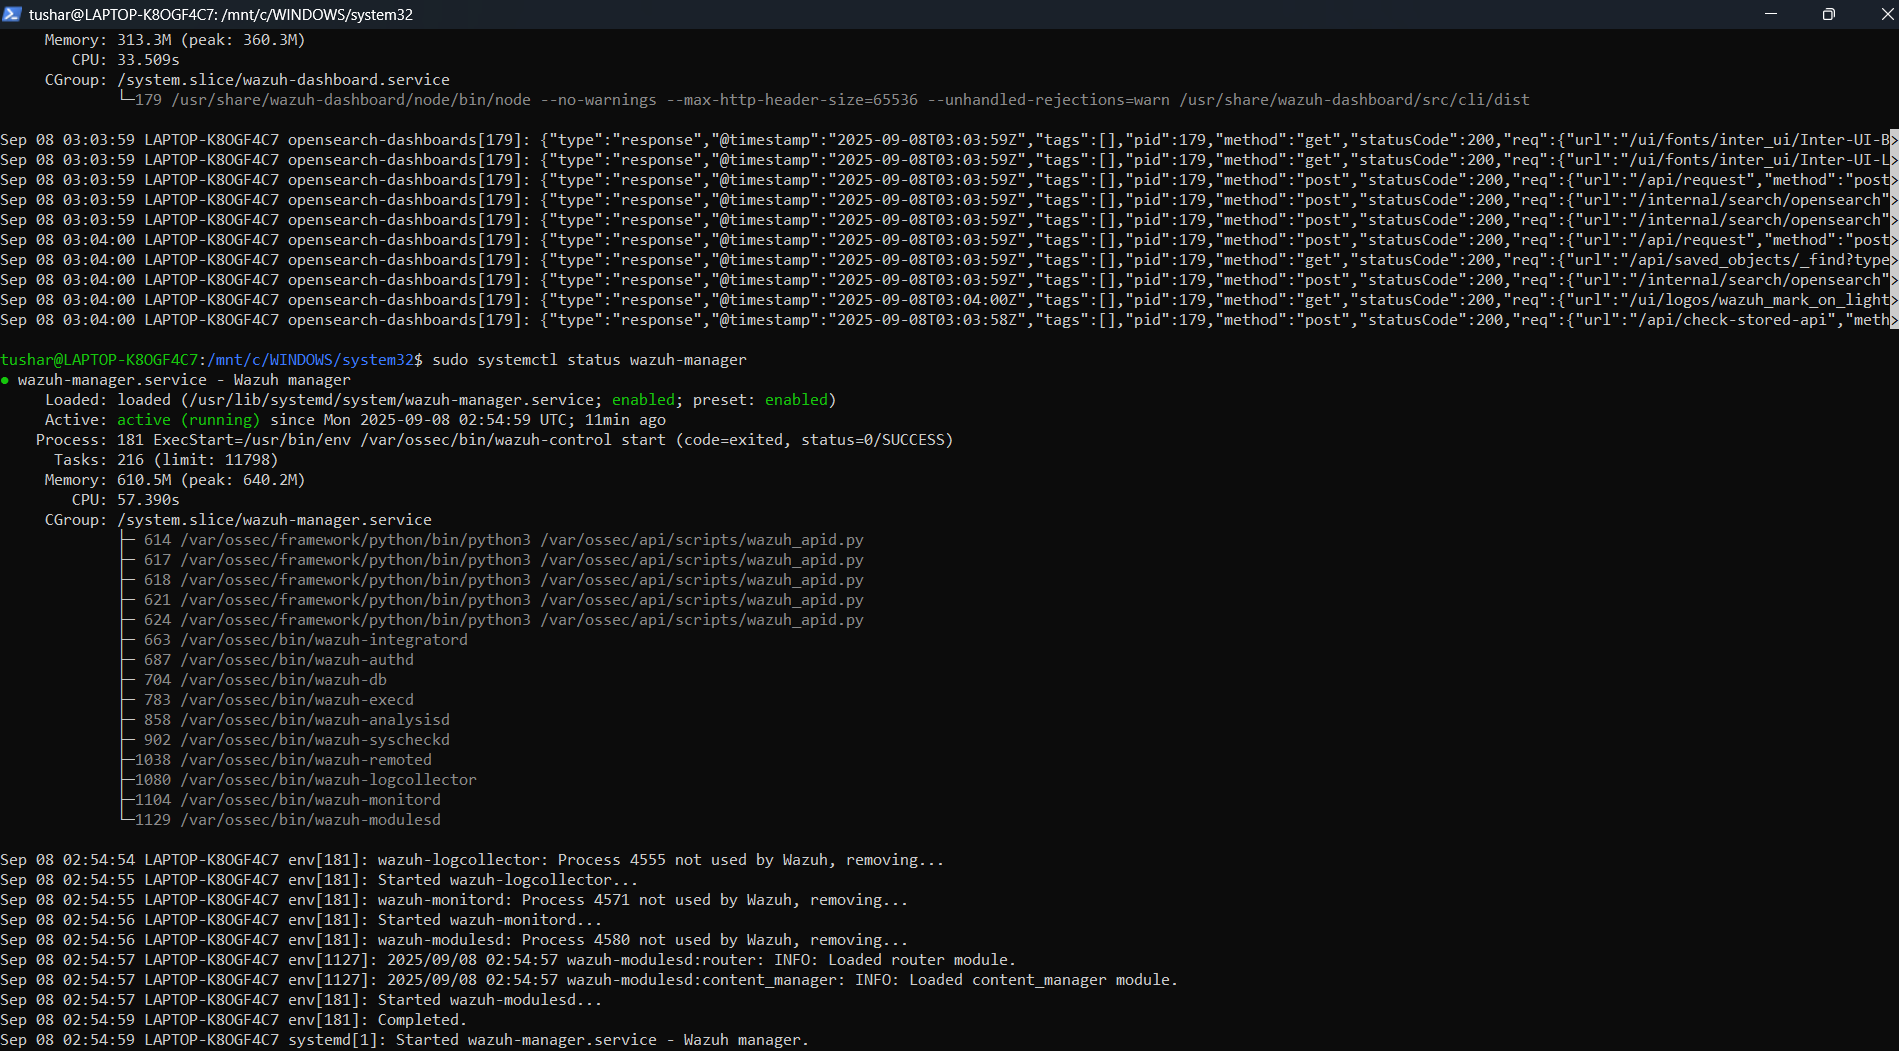 tushar@LAPTOP-K8OGF4C7: /mnt/c/WINDOWS/system32
Memory: 313.3M (peak: 360.3M)
CPU: 33.509s
CGroup: /system.slice/wazuh-dashboard.service
└─179 /usr/share/wazuh-dashboard/node/bin/node --no-warnings --max-http-header-size=65536 --unhandled-rejections=warn /usr/share/wazuh-dashboard/src/cli/dist
Sep 08 03:03:59 LAPTOP-K8OGF4C7 opensearch-dashboards[179]: {"type":"response","@timestamp":"2025-09-08T03:03:59Z","tags":[],"pid":179,"method":"get","statusCode":200,"req":{"url":"/ui/fonts/inter_ui/Inter-UI-B>
Sep 08 03:03:59 LAPTOP-K8OGF4C7 opensearch-dashboards[179]: {"type":"response","@timestamp":"2025-09-08T03:03:59Z","tags":[],"pid":179,"method":"get","statusCode":200,"req":{"url":"/ui/fonts/inter_ui/Inter-UI-L>
Sep 08 03:03:59 LAPTOP-K8OGF4C7 opensearch-dashboards[179]: {"type":"response","@timestamp":"2025-09-08T03:03:59Z","tags":[],"pid":179,"method":"post","statusCode":200,"req":{"url":"/api/request","method":"post>
Sep 08 03:03:59 LAPTOP-K8OGF4C7 opensearch-dashboards[179]: {"type":"response","@timestamp":"2025-09-08T03:03:59Z","tags":[],"pid":179,"method":"post","statusCode":200,"req":{"url":"/internal/search/opensearch">
Sep 08 03:03:59 LAPTOP-K8OGF4C7 opensearch-dashboards[179]: {"type":"response","@timestamp":"2025-09-08T03:03:59Z","tags":[],"pid":179,"method":"post","statusCode":200,"req":{"url":"/internal/search/opensearch">
Sep 08 03:04:00 LAPTOP-K8OGF4C7 opensearch-dashboards[179]: {"type":"response","@timestamp":"2025-09-08T03:03:59Z","tags":[],"pid":179,"method":"post","statusCode":200,"req":{"url":"/api/request","method":"post>
Sep 08 03:04:00 LAPTOP-K8OGF4C7 opensearch-dashboards[179]: {"type":"response","@timestamp":"2025-09-08T03:03:59Z","tags":[],"pid":179,"method":"get","statusCode":200,"req":{"url":"/api/saved_objects/_find?type>
Sep 08 03:04:00 LAPTOP-K8OGF4C7 opensearch-dashboards[179]: {"type":"response","@timestamp":"2025-09-08T03:03:59Z","tags":[],"pid":179,"method":"post","statusCode":200,"req":{"url":"/internal/search/opensearch">
Sep 08 03:04:00 LAPTOP-K8OGF4C7 opensearch-dashboards[179]: {"type":"response","@timestamp":"2025-09-08T03:04:00Z","tags":[],"pid":179,"method":"get","statusCode":200,"req":{"url":"/ui/logos/wazuh_mark_on_light>
Sep 08 03:04:00 LAPTOP-K8OGF4C7 opensearch-dashboards[179]: {"type":"response","@timestamp":"2025-09-08T03:03:58Z","tags":[],"pid":179,"method":"post","statusCode":200,"req":{"url":"/api/check-stored-api","meth>
tushar@LAPTOP-K8OGF4C7:/mnt/c/WINDOWS/system32$ sudo systemctl status wazuh-manager
● wazuh-manager.service - Wazuh manager
Loaded: loaded (/usr/lib/systemd/system/wazuh-manager.service; enabled; preset: enabled)
Active: active (running) since Mon 2025-09-08 02:54:59 UTC; 11min ago
Process: 181 ExecStart=/usr/bin/env /var/ossec/bin/wazuh-control start (code=exited, status=0/SUCCESS)
Tasks: 216 (limit: 11798)
Memory: 610.5M (peak: 640.2M)
CPU: 57.390s
CGroup: /system.slice/wazuh-manager.service
├─ 614 /var/ossec/framework/python/bin/python3 /var/ossec/api/scripts/wazuh_apid.py
├─ 617 /var/ossec/framework/python/bin/python3 /var/ossec/api/scripts/wazuh_apid.py
├─ 618 /var/ossec/framework/python/bin/python3 /var/ossec/api/scripts/wazuh_apid.py
├─ 621 /var/ossec/framework/python/bin/python3 /var/ossec/api/scripts/wazuh_apid.py
├─ 624 /var/ossec/framework/python/bin/python3 /var/ossec/api/scripts/wazuh_apid.py
├─ 663 /var/ossec/bin/wazuh-integratord
├─ 687 /var/ossec/bin/wazuh-authd
├─ 704 /var/ossec/bin/wazuh-db
├─ 783 /var/ossec/bin/wazuh-execd
├─ 858 /var/ossec/bin/wazuh-analysisd
├─ 902 /var/ossec/bin/wazuh-syscheckd
├─1038 /var/ossec/bin/wazuh-remoted
├─1080 /var/ossec/bin/wazuh-logcollector
├─1104 /var/ossec/bin/wazuh-monitord
└─1129 /var/ossec/bin/wazuh-modulesd
Sep 08 02:54:54 LAPTOP-K8OGF4C7 env[181]: wazuh-logcollector: Process 4555 not used by Wazuh, removing...
Sep 08 02:54:55 LAPTOP-K8OGF4C7 env[181]: Started wazuh-logcollector...
Sep 08 02:54:55 LAPTOP-K8OGF4C7 env[181]: wazuh-monitord: Process 4571 not used by Wazuh, removing...
Sep 08 02:54:56 LAPTOP-K8OGF4C7 env[181]: Started wazuh-monitord...
Sep 08 02:54:56 LAPTOP-K8OGF4C7 env[181]: wazuh-modulesd: Process 4580 not used by Wazuh, removing...
Sep 08 02:54:57 LAPTOP-K8OGF4C7 env[1127]: 2025/09/08 02:54:57 wazuh-modulesd:router: INFO: Loaded router module.
Sep 08 02:54:57 LAPTOP-K8OGF4C7 env[1127]: 2025/09/08 02:54:57 wazuh-modulesd:content_manager: INFO: Loaded content_manager module.
Sep 08 02:54:57 LAPTOP-K8OGF4C7 env[181]: Started wazuh-modulesd...
Sep 08 02:54:59 LAPTOP-K8OGF4C7 env[181]: Completed.
Sep 08 02:54:59 LAPTOP-K8OGF4C7 systemd[1]: Started wazuh-manager.service - Wazuh manager.